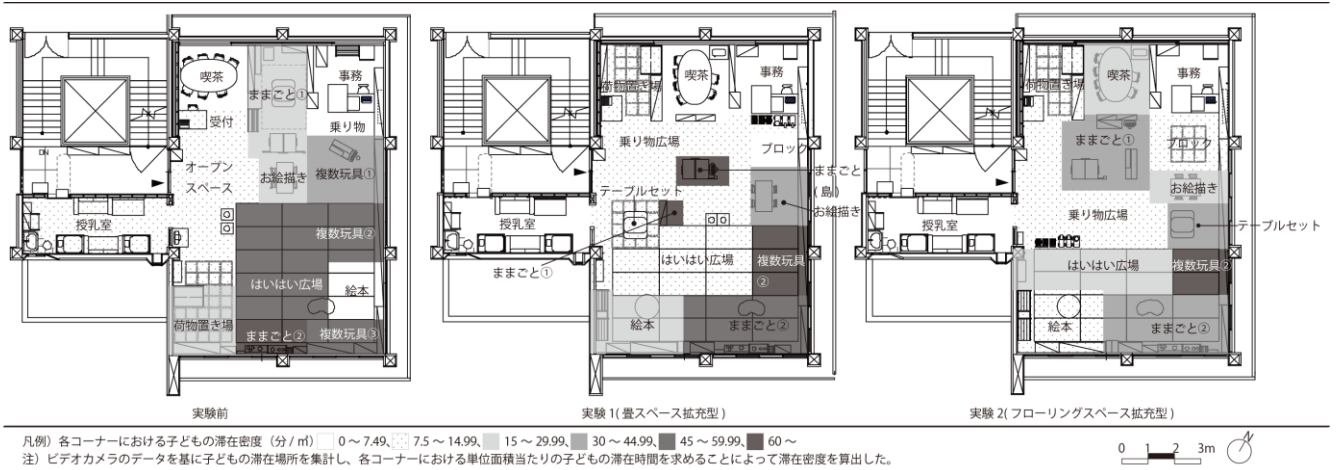 喫茶
ままごと①
事務
受付
乗り物
オープン
スペース
お絵描き
複数玩具①
DN
授乳室
複数玩具②
はいはい広場
絵本
荷物置き場
ままごと②
複数玩具③
実験前
荷物置き場
喫茶
事務
乗り物広場
ブロック
ままごと
(島)
テーブルセット
お絵描き
授乳室
ままごと①
はいはい広場
複数玩具
②
絵本
ままごと②
実験 1( 畳スペース拡充型 )
荷物置き場
喫茶
事務
ままごと①
ブロック
お絵描き
授乳室
乗り物広場
テーブルセット
はいはい広場
複数玩具②
絵本
ままごと②
実験 2( フローリングスペース拡充型 )
凡例）各コーナーにおける子どもの滞在密度（分 / ㎡） 0 ～ 7.49、 7.5 ～ 14.99、 15 ～ 29.99、 30 ～ 44.99、 45 ～ 59.99、 60 ～
注）ビデオカメラのデータを基に子どもの滞在場所を集計し、各コーナーにおける単位面積当たりの子どもの滞在時間を求めることによって滞在密度を算出した。
0 1 2 3m